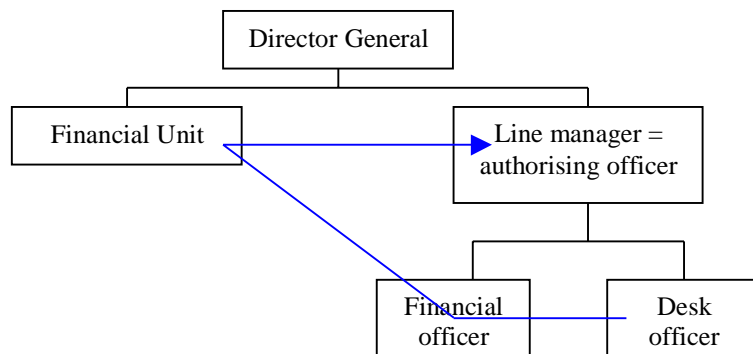 Director General
Financial Unit
Line manager =
authorising officer
Financial
officer
Desk
officer